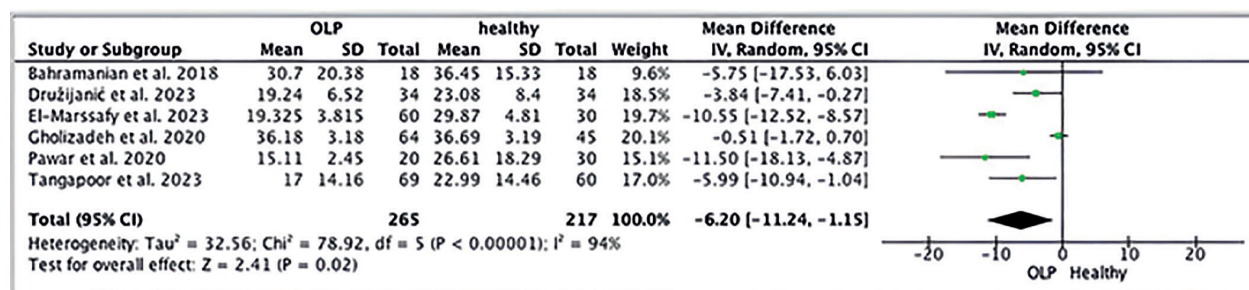 OLP healthy Mean Difference Mean Difference
Study or Subgroup Mean SD Total Mean SD Total Weight IV, Random, 95% CI IV, Random, 95% CI
Bahramanian et al. 2018 30.7 20.38 18 36.45 15.33 18 9.6% −5.75 [−17.53, 6.03]
Družijanić et al. 2023 19.24 6.52 34 23.08 8.4 34 18.5% −3.84 [−7.41, −0.27]
El-Marssafy et al. 2023 19.325 3.815 60 29.87 4.81 30 19.7% −10.55 [−12.52, −8.57]
Gholizadeh et al. 2020 36.18 3.18 64 36.69 3.19 45 20.1% −0.51 [−1.72, 0.70]
Pawar et al. 2020 15.11 2.45 20 26.61 18.29 30 15.1% −11.50 [−18.13, −4.87]
Tangapoor et al. 2023 17 14.16 69 22.99 14.46 60 17.0% −5.99 [−10.94, −1.04]
Total (95% CI) 265 217 100.0% −6.20 [−11.24, −1.15]
Heterogeneity: Tau² = 32.56; Chi² = 78.92, df = 5 (P < 0.00001); I² = 94%
Test for overall effect: Z = 2.41 (P = 0.02)
−20 −10 0 10 20
OLP Healthy